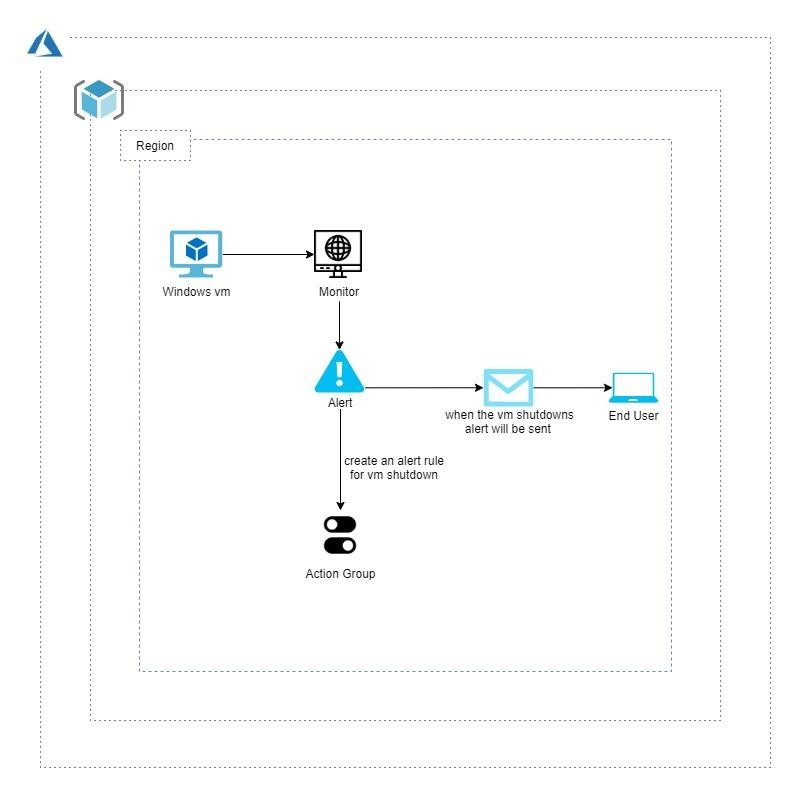 Region
Windows vm
Monitor
Alert
when the vm shutdowns
alert will be sent
End User
create an alert rule
for vm shutdown
Action Group